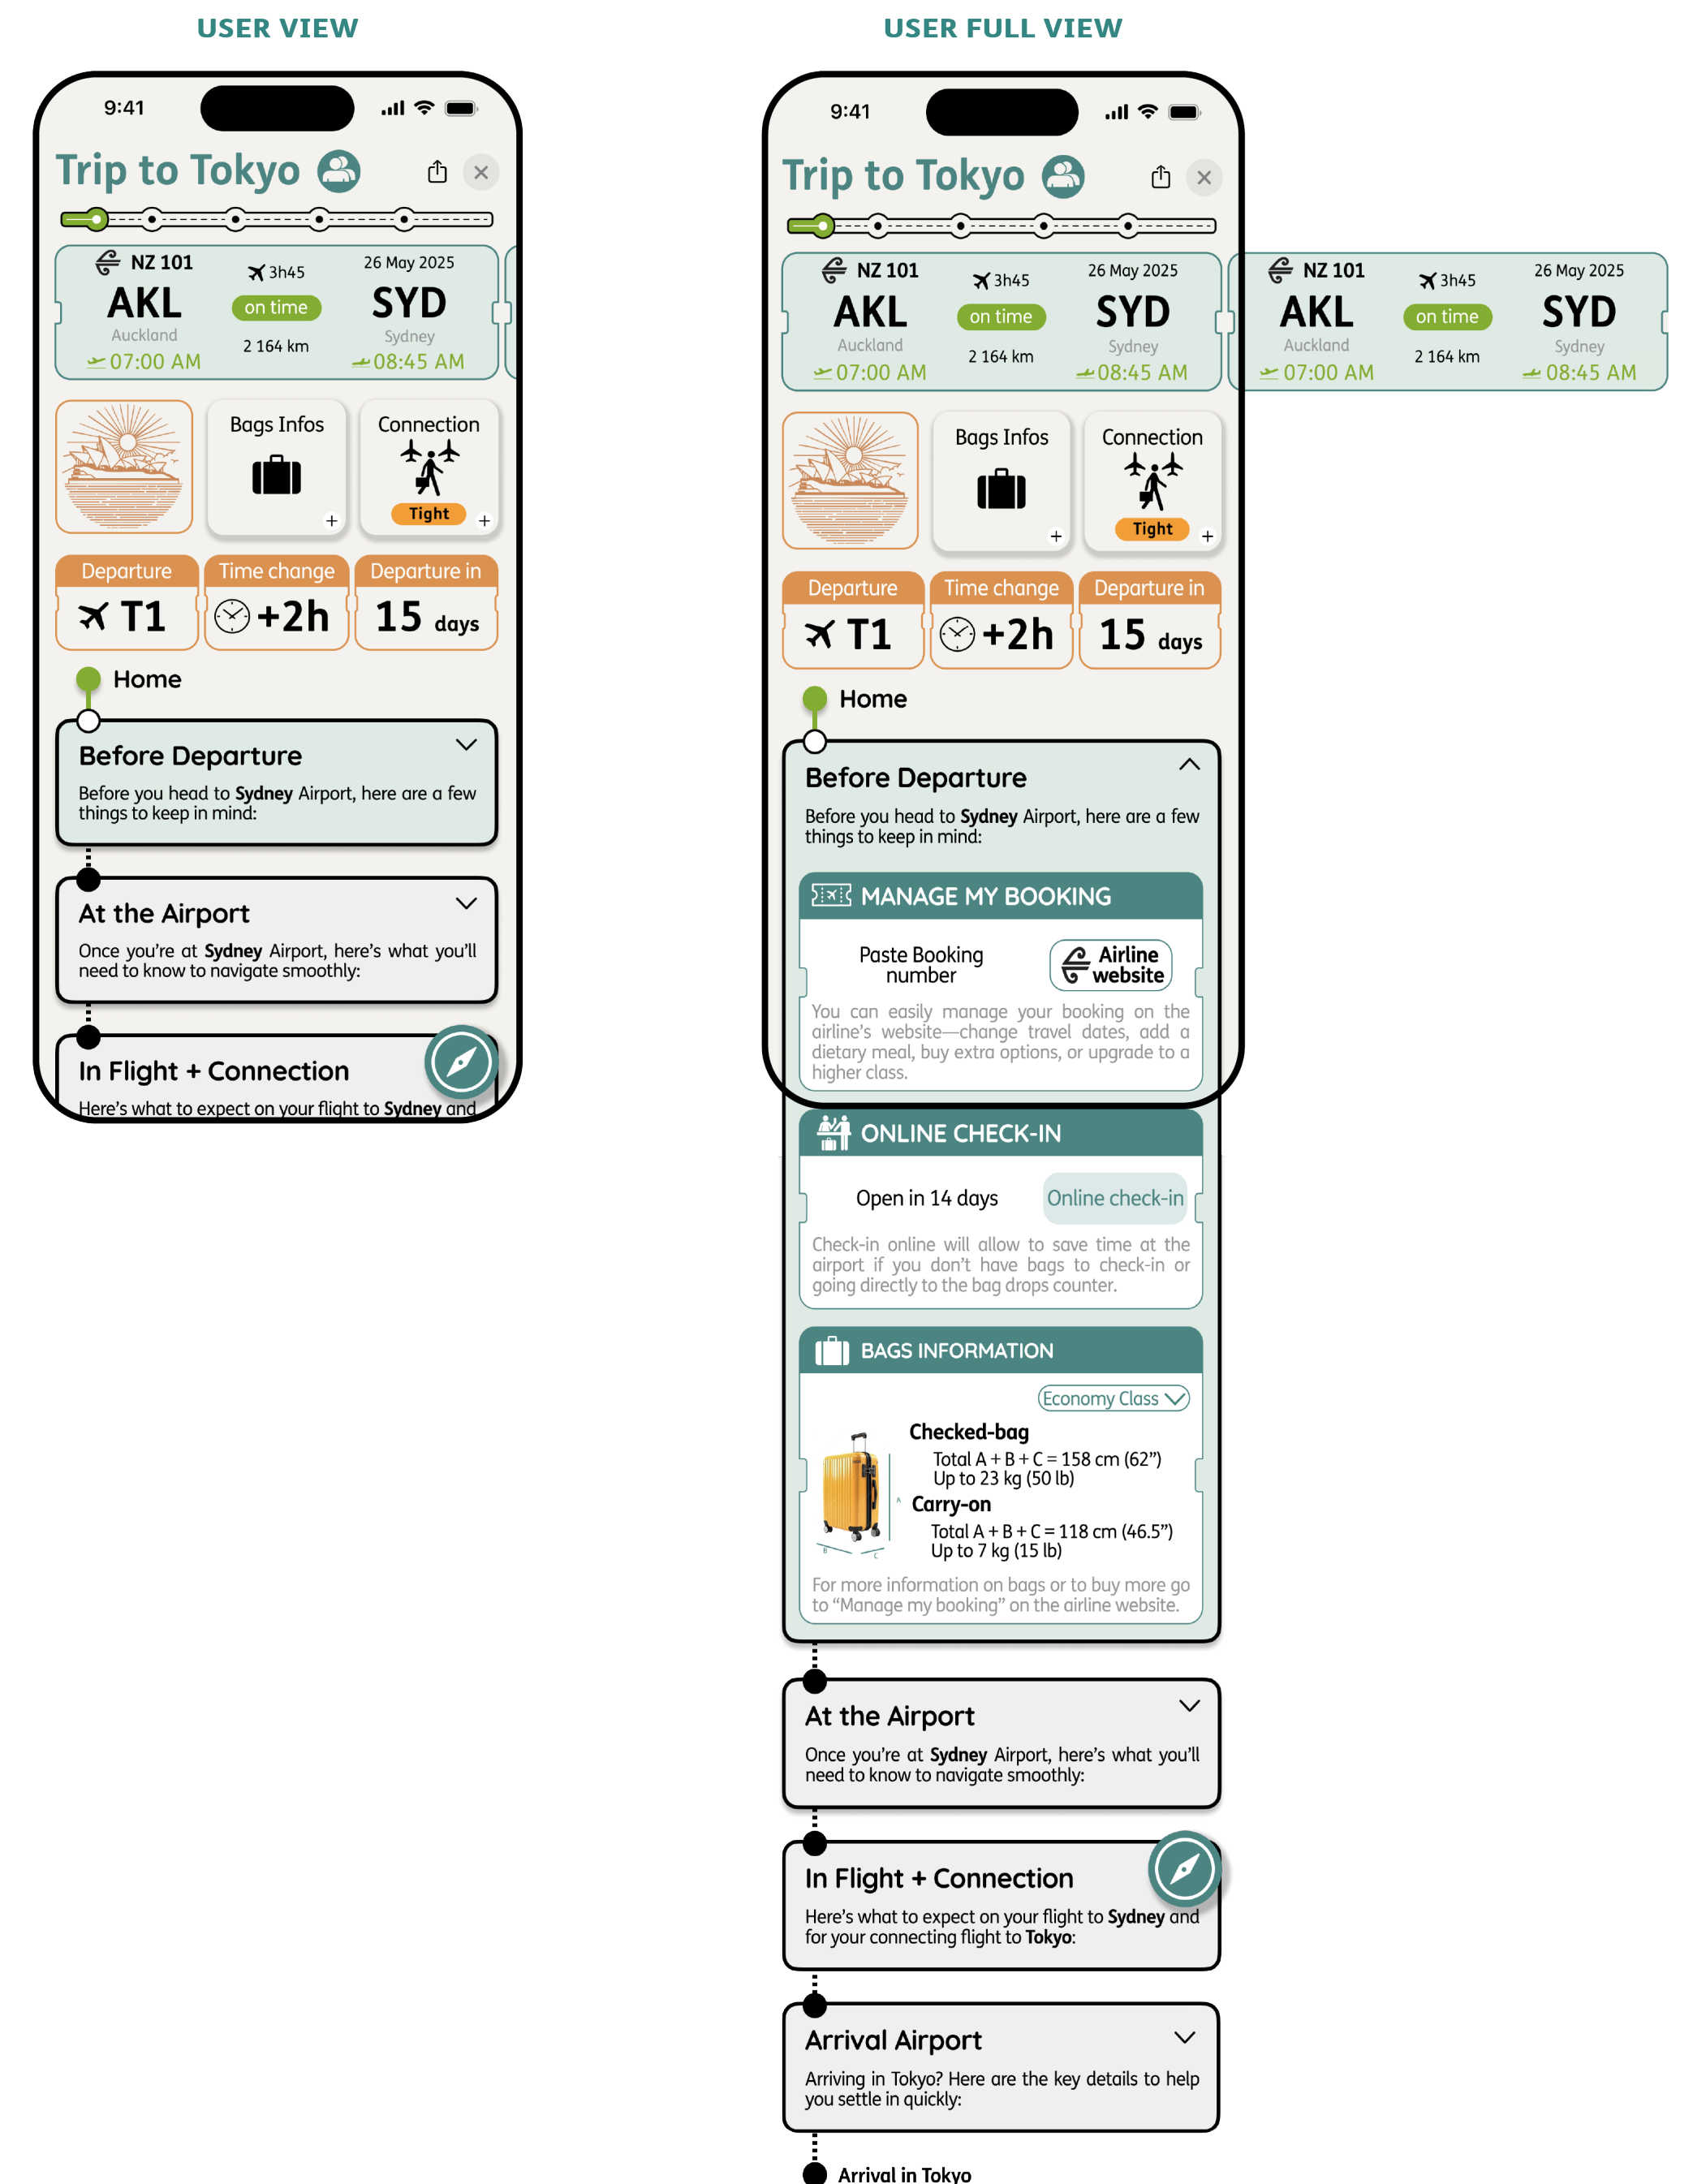 USER VIEW
9:41
Trip to Tokyo
NZ 101
3h45
26 May 2025
AKL
on time
SYD
Auckland
2 164 km
Sydney
07:00 AM
08:45 AM
Bags Infos
+
Connection
Tight
+
Departure
T1
Time change
+2h
Departure in
15 days
Home
Before Departure
Before you head to Sydney Airport, here are a few
things to keep in mind:
At the Airport
Once you're at Sydney Airport, here's what you'll
need to know to navigate smoothly:
In Flight + Connection
Here's what to expect on your flight to Sydney and
USER FULL VIEW
9:41
Trip to Tokyo
NZ 101
3h45
26 May 2025
AKL
on time
SYD
Auckland
2 164 km
Sydney
07:00 AM
08:45 AM
NZ 101
3h45
26 May 2025
AKL
on time
SYD
Auckland
2 164 km
Sydney
07:00 AM
08:45 AM
Bags Infos
+
Connection
Tight
+
Departure
T1
Time change
+2h
Departure in
15 days
Home
Before Departure
Before you head to Sydney Airport, here are a few
things to keep in mind:
MANAGE MY BOOKING
Paste Booking
number
Airline
website
You can easily manage your booking on the
airline's website—change travel dates, add a
dietary meal, buy extra options, or upgrade to a
higher class.
ONLINE CHECK-IN
Open in 14 days
Online check-in
Check-in online will allow to save time at the
airport if you don't have bags to check-in or
going directly to the bag drops counter.
BAGS INFORMATION
Economy Class
Checked-bag
Total A + B + C = 158 cm (62")
Up to 23 kg (50 lb)
A
Carry-on
Total A + B + C = 118 cm (46.5")
Up to 7 kg (15 lb)
B
C
For more information on bags or to buy more go
to "Manage my booking" on the airline website.
At the Airport
Once you're at Sydney Airport, here's what you'll
need to know to navigate smoothly:
In Flight + Connection
Here's what to expect on your flight to Sydney and
for your connecting flight to Tokyo:
Arrival Airport
Arriving in Tokyo? Here are the key details to help
you settle in quickly:
Arrival in Tokyo